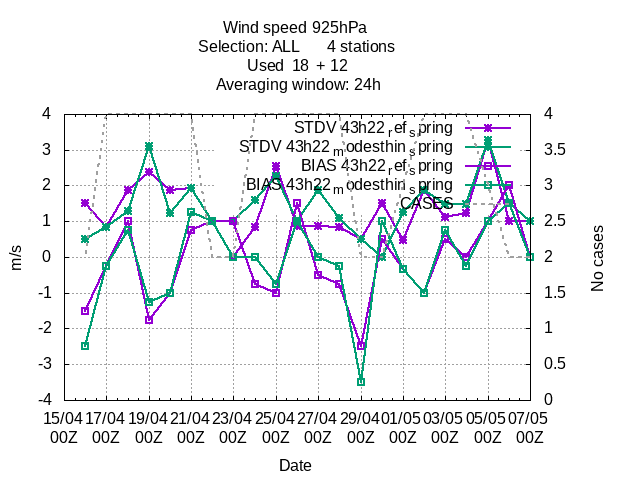 Wind speed 925hPa
Selection: ALL 4 stations
Used 18 + 12
Averaging window: 24h
STDV 43h22_ref_spring
STDV 43h22_modesthin_spring
BIAS 43h22_ref_spring
BIAS 43h22_modesthin_spring
CASES
4
3
2
1
0
-1
-2
-3
-4
m/s
4
3.5
3
2.5
2
1.5
1
0.5
0
No cases
15/04 17/04 19/04 21/04 23/04 25/04 27/04 29/04 01/05 03/05 05/05 07/05
00Z 00Z 00Z 00Z 00Z 00Z 00Z 00Z 00Z 00Z 00Z 00Z
Date